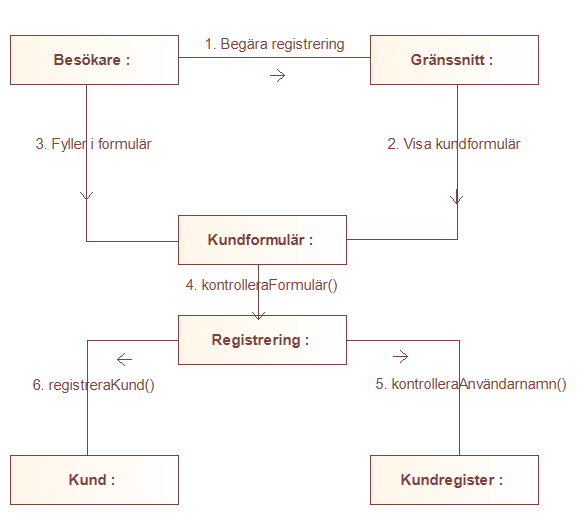 1. Begära registrering
Besökare :
Gränssnitt :
3. Fyller i formulär
2. Visa kundformulär
Kundformulär :
4. kontrolleraFormulär()
Registrering :
6. registreraKund()
5. kontrolleraAnvändarnamn()
Kund :
Kundregister :